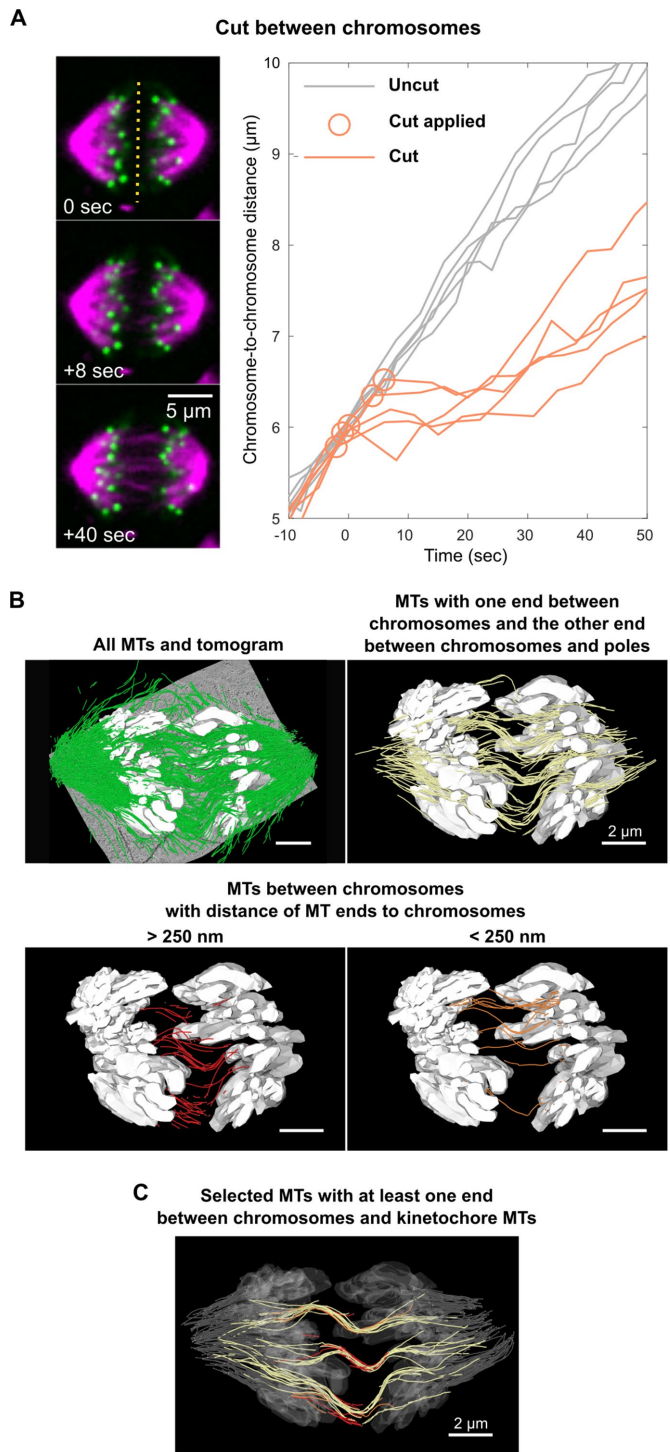 A
Cut between chromosomes
0 sec
+8 sec
5 µm
+40 sec
Chromosome-to-chromosome distance (µm)
10
9
8
7
6
5
Uncut
Cut applied
Cut
-10
0
10
20
30
40
50
Time (sec)
B
All MTs and tomogram
MTs with one end between
chromosomes and the other end
between chromosomes and poles
2 µm
MTs between chromosomes
with distance of MT ends to chromosomes
> 250 nm
< 250 nm
C
Selected MTs with at least one end
between chromosomes and kinetochore MTs
2 µm